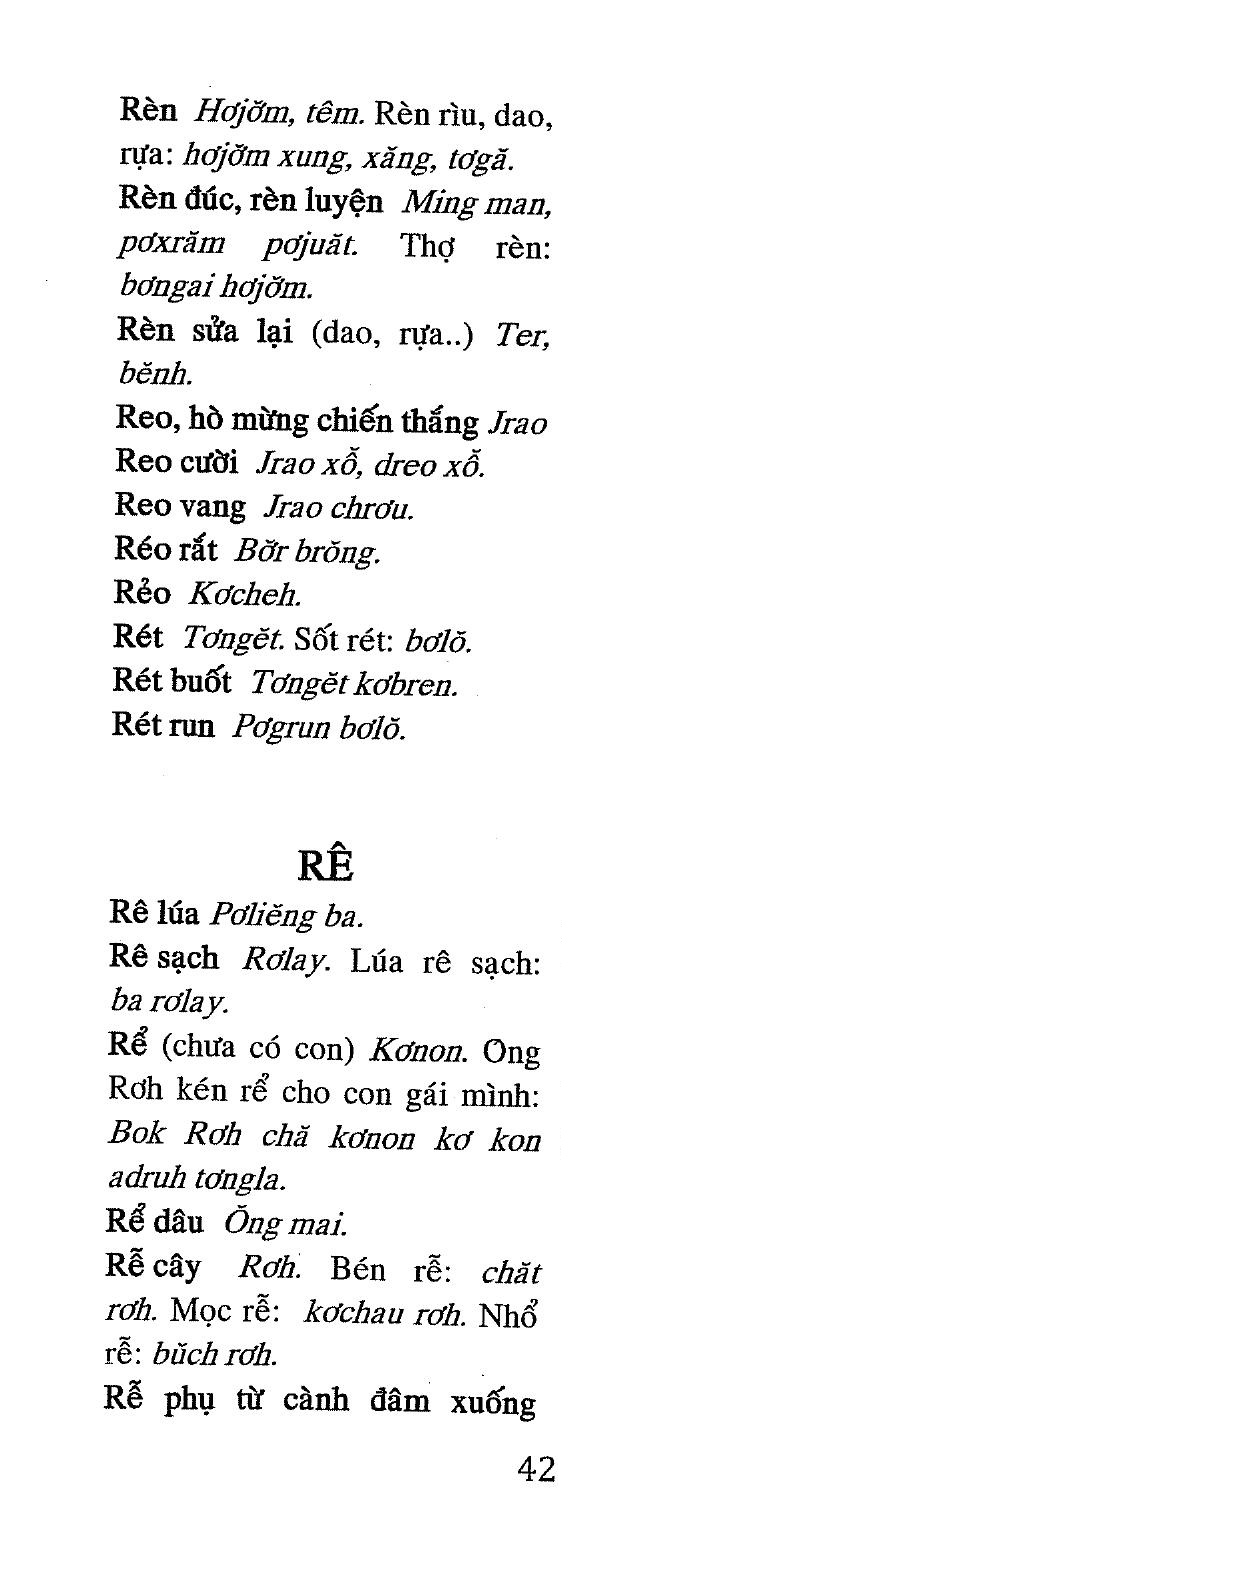 Rèn Hơjơ̆m, têm. Rèn rìu, dao,
rựa: hơjơ̆m xung, xăng, tơgă.
Rèn đúc, rèn luyện Ming man,
pơxrăm pơjuăt. Thợ rèn:
bơngai hơjơ̆m.
Rèn sửa lại (dao, rựa..) Ter,
bĕnh.
Reo, hò mừng chiến thắng Jrao
Reo cười Jrao xô̆, dreo xô̆.
Reo vang Jrao chrơu.
Réo rắt Bơ̆r brŏng.
Rẻo Kơcheh.
Rét Tơngĕt. Sốt rét: bơlŏ.
Rét buốt Tơngĕt kơbren.
Rét run Pơgrun bơlŏ.
RÊ
Rê lúa Pơliĕng ba.
Rê sạch Rơlay. Lúa rê sạch:
ba rơlay.
Rể (chưa có con) Kơnon. Ong
Rơh kén rể cho con gái mình:
Bok Rơh chă kơnon kơ kon
adruh tơngla.
Rể dâu Ŏng mai.
Rễ cây Rơh. Bén rễ: chăt
rơh. Mọc rễ: kơchau rơh. Nhổ
rễ: bŭch rơh.
Rễ phụ từ cành đâm xuống
42